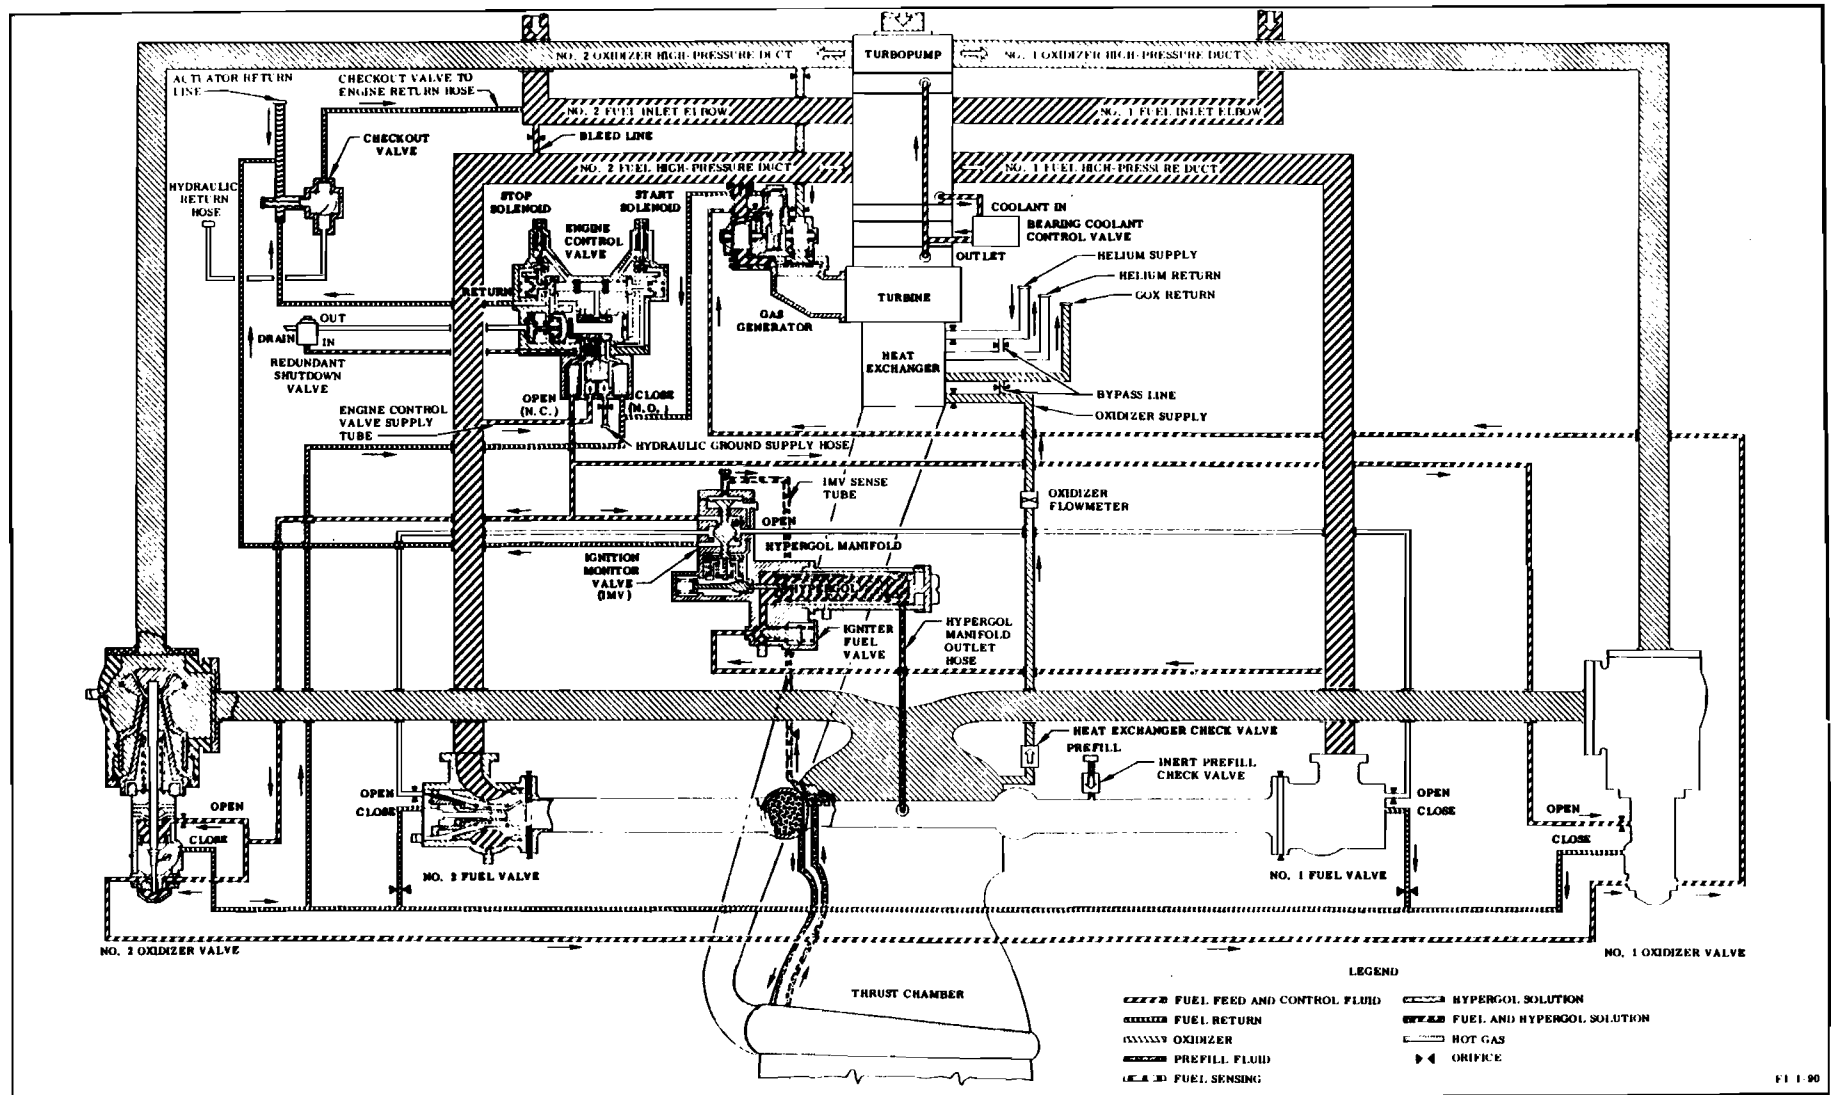 NO. 2 OXIDIZER HIGH-PRESSURE DUCT
TURBOPUMP
NO. 1 OXIDIZER HIGH-PRESSURE DUCT
ACTUATOR RETURN
LINE
CHECKOUT VALVE TO
ENGINE RETURN HOSE
NO. 2 FUEL INLET ELBOW
NO. 1 FUEL INLET ELBOW
CHECKOUT
VALVE
BLEED LINE
NO. 2 FUEL HIGH-PRESSURE DUCT
NO. 1 FUEL HIGH-PRESSURE DUCT
HYDRAULIC
RETURN
HOSE
STOP
SOLENOID
START
SOLENOID
ENGINE
CONTROL
VALVE
COOLANT IN
BEARING COOLANT
CONTROL VALVE
OUTLET
HELIUM SUPPLY
HELIUM RETURN
GOX RETURN
RETURN
TURBINE
GAS
GENERATOR
OUT
DRAIN
IN
REDUNDANT
SHUTDOWN
VALVE
HEAT
EXCHANGER
BYPASS LINE
OXIDIZER SUPPLY
OPEN
(N.C.)
CLOSE
(N.O.)
ENGINE CONTROL
VALVE SUPPLY
TUBE
HYDRAULIC GROUND SUPPLY HOSE
IMV SENSE
TUBE
OXIDIZER
FLOWMETER
OPEN
HYPERGOL MANIFOLD
IGNITION
MONITOR
VALVE
(IMV)
HYPERGOL
IGNITER
FUEL
VALVE
HYPERGOL
MANIFOLD
OUTLET
HOSE
HEAT EXCHANGER CHECK VALVE
PREFILL
INERT PREFILL
CHECK VALVE
OPEN
CLOSE
OPEN
CLOSE
OPEN
CLOSE
OPEN
CLOSE
NO. 2 FUEL VALVE
NO. 1 FUEL VALVE
NO. 2 OXIDIZER VALVE
NO. 1 OXIDIZER VALVE
THRUST CHAMBER
LEGEND
FUEL FEED AND CONTROL FLUID
FUEL RETURN
OXIDIZER
PREFILL FLUID
FUEL SENSING
HYPERGOL SOLUTION
FUEL AND HYPERGOL SOLUTION
HOT GAS
ORIFICE
F1-1-90